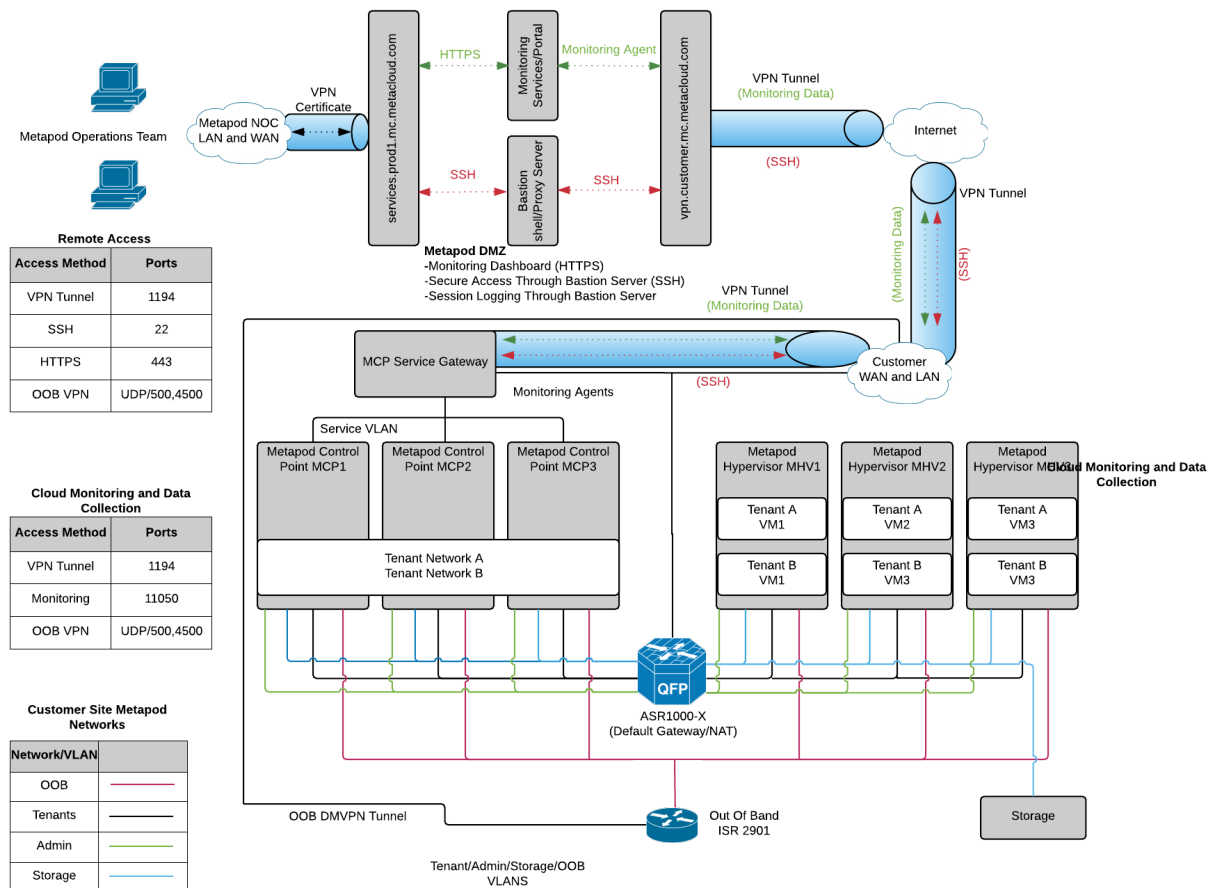 Metapod Operations Team
Metapod NOC
LAN and WAN
VPN
Certificate
services.prod1.mc.metacloud.com
HTTPS
SSH
Monitoring
Services/Portal
Bastion
shell/Proxy Server
Monitoring Agent
SSH
vpn.customer.mc.metacloud.com
VPN Tunnel
(Monitoring Data)
(SSH)
Internet
VPN Tunnel
(Monitoring Data)
(SSH)
Metapod DMZ
-Monitoring Dashboard (HTTPS)
-Secure Access Through Bastion Server (SSH)
-Session Logging Through Bastion Server
VPN Tunnel
(Monitoring Data)
(SSH)
Customer
WAN and LAN
MCP Service Gateway
Monitoring Agents
Service VLAN
Remote Access
Access Method Ports
VPN Tunnel 1194
SSH 22
HTTPS 443
OOB VPN UDP/500,4500
Cloud Monitoring and Data
Collection
Access Method Ports
VPN Tunnel 1194
Monitoring 11050
OOB VPN UDP/500,4500
Customer Site Metapod
Networks
Network/VLAN
OOB
Tenants
Admin
Storage
Metapod Control
Point MCP1
Metapod Control
Point MCP2
Metapod Control
Point MCP3
Tenant Network A
Tenant Network B
Metapod
Hypervisor MHV1
Tenant A
VM1
Tenant B
VM1
Metapod
Hypervisor MHV2
Tenant A
VM2
Tenant B
VM3
Metapod
Hypervisor MHV3
Tenant A
VM3
Tenant B
VM3
Cloud Monitoring and Data
Collection
QFP
ASR1000-X
(Default Gateway/NAT)
OOB DMVPN Tunnel
Out Of Band
ISR 2901
Storage
Tenant/Admin/Storage/OOB
VLANS